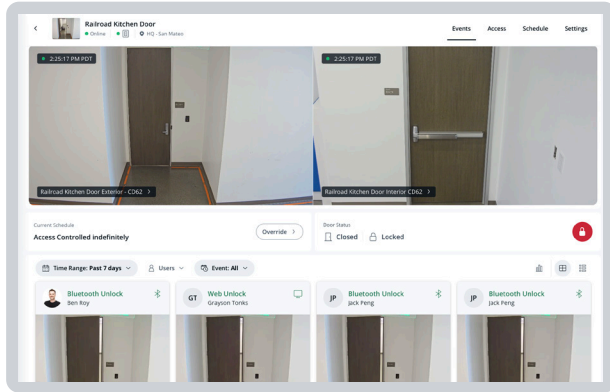 Railroad Kitchen Door
Online
HQ - San Mateo
Events
Access
Schedule
Settings
2:25:17 PM PDT
2:25:17 PM PDT
Railroad Kitchen Door Exterior - CD62
Railroad Kitchen Door Interior CD62
Current Schedule
Access Controlled indefinitely
Override
Door Status
Closed
Locked
Time Range: Past 7 days
Users
Event: All
Bluetooth Unlock
Ben Roy
GT
Web Unlock
Grayson Tonks
JP
Bluetooth Unlock
Jack Peng
JP
Bluetooth Unlock
Jack Peng